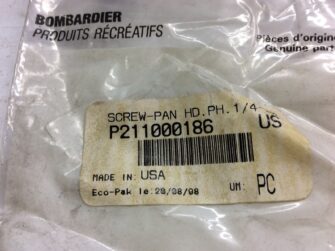 BOMBARDIER
PRODUITS RÉCRÉATIFS
Pièces d'origine
Genuine part
SCREW-PAN HD.PH.1/4
P211000186 US
MADE IN: USA
Eco-Pak le: 28/08/98 UM: PC